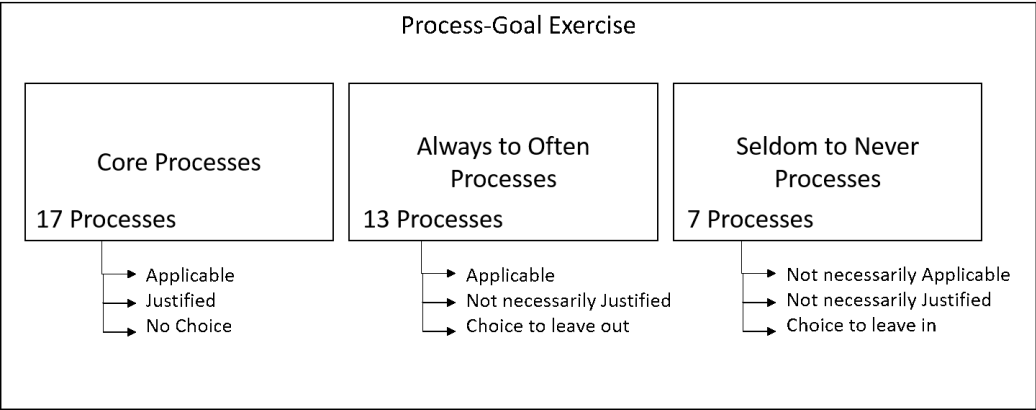 Process-Goal Exercise
Core Processes
17 Processes
Applicable
Justified
No Choice
Always to Often
Processes
13 Processes
Applicable
Not necessarily Justified
Choice to leave out
Seldom to Never
Processes
7 Processes
Not necessarily Applicable
Not necessarily Justified
Choice to leave in